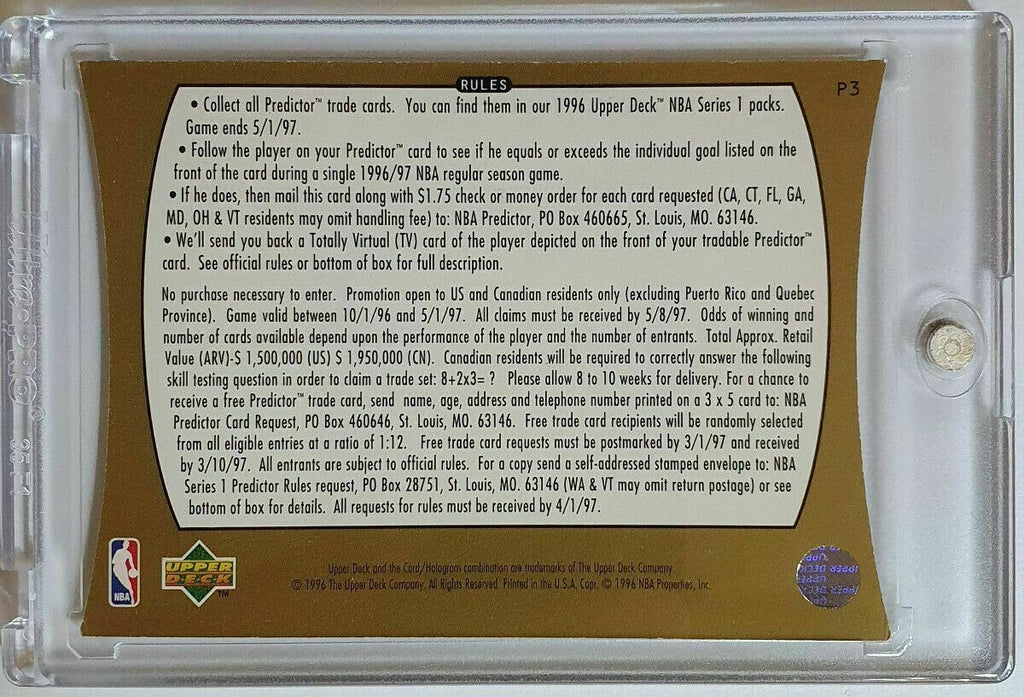 RULES
P3
• Collect all Predictor™ trade cards. You can find them in our 1996 Upper Deck™ NBA Series 1 packs.
Game ends 5/1/97.
• Follow the player on your Predictor™ card to see if he equals or exceeds the individual goal listed on the
front of the card during a single 1996/97 NBA regular season game.
• If he does, then mail this card along with $1.75 check or money order for each card requested (CA, CT, FL, GA,
MD, OH & VT residents may omit handling fee) to: NBA Predictor, PO Box 460665, St. Louis, MO. 63146.
• We'll send you back a Totally Virtual (TV) card of the player depicted on the front of your tradable Predictor™
card. See official rules or bottom of box for full description.
No purchase necessary to enter. Promotion open to US and Canadian residents only (excluding Puerto Rico and Quebec
Province). Game valid between 10/1/96 and 5/1/97. All claims must be received by 5/8/97. Odds of winning and
number of cards available depend upon the performance of the player and the number of entrants. Total Approx. Retail
Value (ARV)-$ 1,500,000 (US) $ 1,950,000 (CN). Canadian residents will be required to correctly answer the following
skill testing question in order to claim a trade set: 8+2x3= ? Please allow 8 to 10 weeks for delivery. For a chance to
receive a free Predictor™ trade card, send name, age, address and telephone number printed on a 3 x 5 card to: NBA
Predictor Card Request, PO Box 460646, St. Louis, MO. 63146. Free trade card recipients will be randomly selected
from all eligible entries at a ratio of 1:12. Free trade card requests must be postmarked by 3/1/97 and received
by 3/10/97. All entrants are subject to official rules. For a copy send a self-addressed stamped envelope to: NBA
Series 1 Predictor Rules request, PO Box 28751, St. Louis, MO. 63146 (WA & VT may omit return postage) or see
bottom of box for details. All requests for rules must be received by 4/1/97.
NBA
UPPER
DECK™
Upper Deck and the Card/Hologram combination are trademarks of The Upper Deck Company.
© 1996 The Upper Deck Company. All Rights Reserved. Printed in the U.S.A. Copr. © 1996 NBA Properties, Inc.
UPPER DECK
ultra·pro®
35 PT